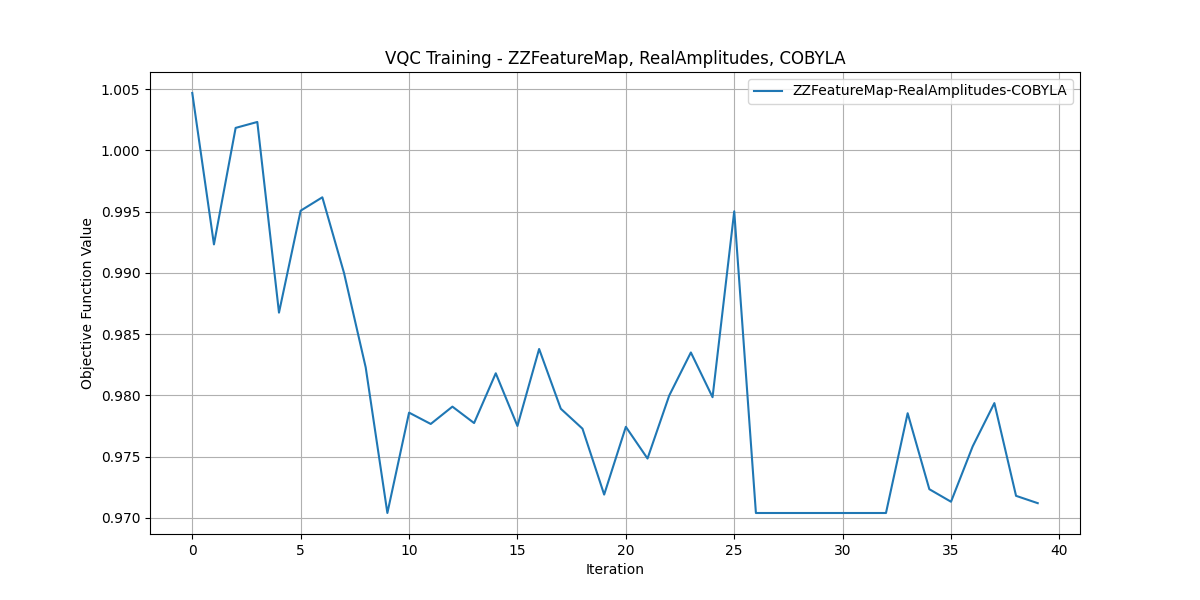 VQC Training - ZZFeatureMap, RealAmplitudes, COBYLA
ZZFeatureMap-RealAmplitudes-COBYLA
Objective Function Value
1.005
1.000
0.995
0.990
0.985
0.980
0.975
0.970
0 5 10 15 20 25 30 35 40
Iteration